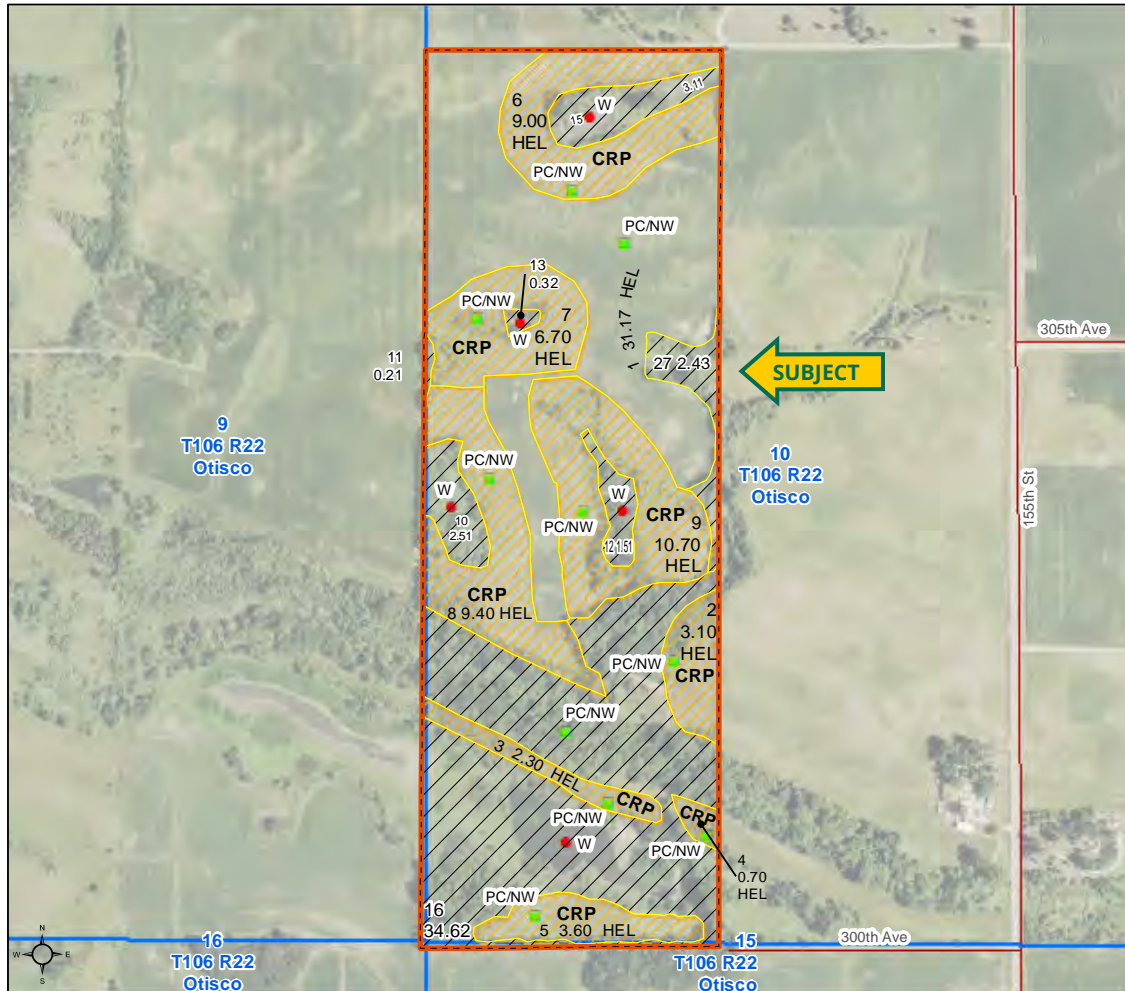 6
9.00
HEL
3.11
15
W
CRP
PC/NW
PC/NW
13
0.32
PC/NW
W
7
6.70
HEL
CRP
31.17 HEL
11
0.21
27 2.43
SUBJECT
305th Ave
9
T106 R22
Otisco
10
T106 R22
Otisco
155th St
PC/NW
W
10
2.51
PC/NW
W
12 1.51
CRP
9
10.70
HEL
CRP
8 9.40 HEL
2
3.10
HEL
CRP
PC/NW
PC/NW
3 2.30 HEL
CRP
CRP
PC/NW
W
PC/NW
4
0.70
HEL
PC/NW
CRP
5 3.60 HEL
16
34.62
N
W E
S
16
T106 R22
Otisco
15
T106 R22
Otisco
300th Ave